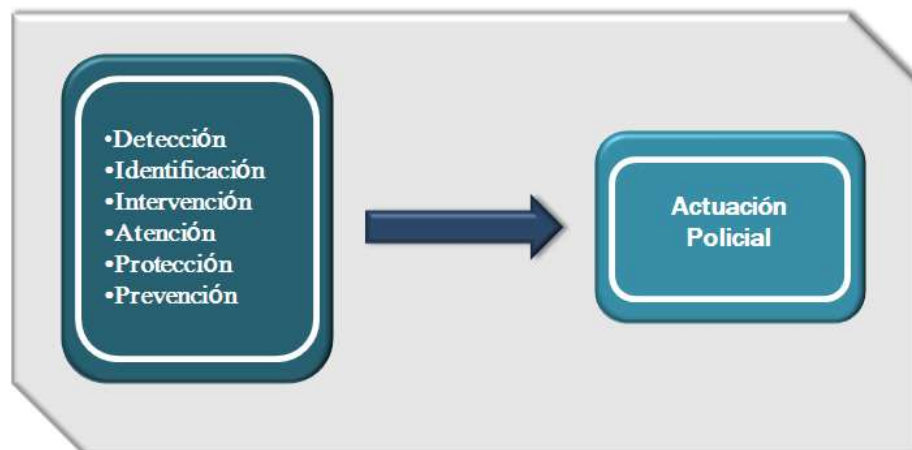 •Detección
•Identificación
•Intervención
•Atención
•Protección
•Prevención
Actuación
Policial